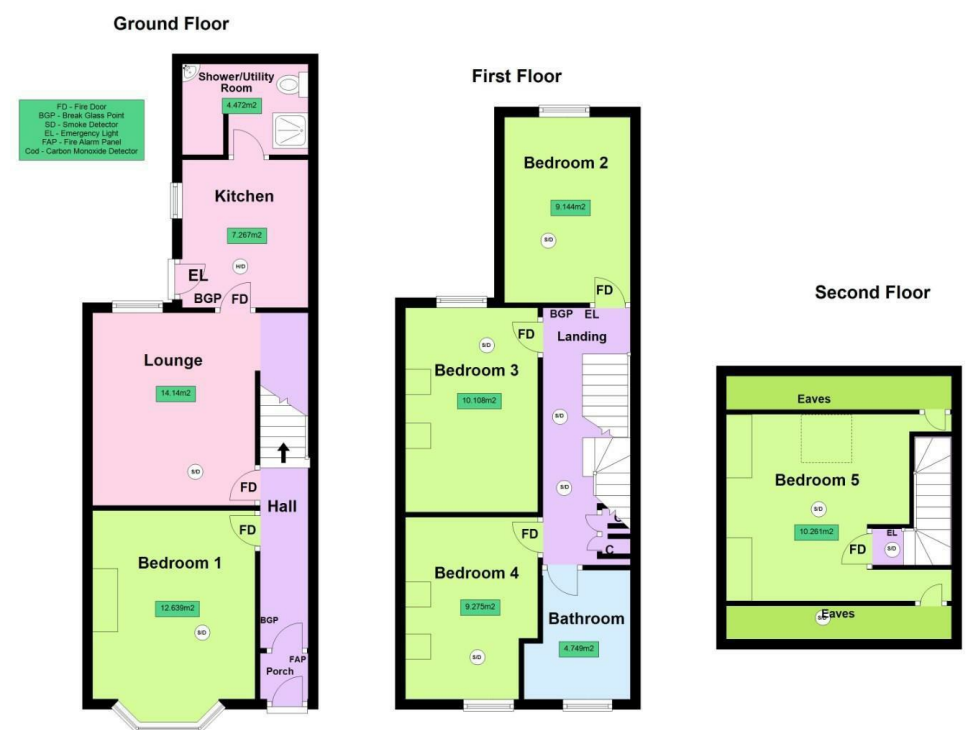 Ground Floor
FD - Fire Door
BGP - Break Glass Point
SD - Smoke Detector
EL - Emergency Light
FAP - Fire Alarm Panel
Cod - Carbon Monoxide Detector
Shower/Utility
Room
4.472m2
Kitchen
7.267m2
H/D
EL
BGP
FD
Lounge
14.14m2
S/D
FD
Hall
FD
Bedroom 1
12.639m2
S/D
BGP
FAP
Porch
First Floor
Bedroom 2
9.144m2
S/D
FD
BGP
EL
Landing
FD
S/D
Bedroom 3
10.108m2
S/D
S/D
C
C
FD
Bedroom 4
9.275m2
S/D
Bathroom
4.749m2
Second Floor
Eaves
Bedroom 5
S/D
10.261m2
EL
FD
S/D
Eaves
S/D